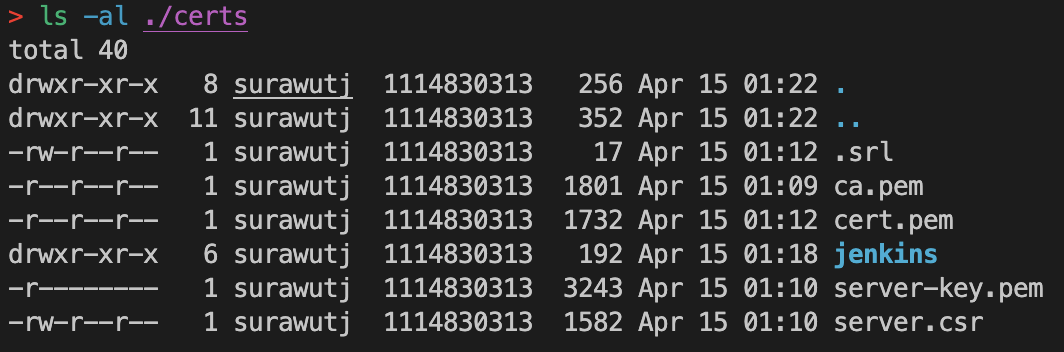 > ls -al ./certs
total 40
drwxr-xr-x   8 surawutj  1114830313   256 Apr 15 01:22 .
drwxr-xr-x  11 surawutj  1114830313   352 Apr 15 01:22 ..
-rw-r--r--   1 surawutj  1114830313    17 Apr 15 01:12 .srl
-r--r--r--   1 surawutj  1114830313  1801 Apr 15 01:09 ca.pem
-r--r--r--   1 surawutj  1114830313  1732 Apr 15 01:12 cert.pem
drwxr-xr-x   6 surawutj  1114830313   192 Apr 15 01:18 jenkins
-r--------   1 surawutj  1114830313  3243 Apr 15 01:10 server-key.pem
-rw-r--r--   1 surawutj  1114830313  1582 Apr 15 01:10 server.csr